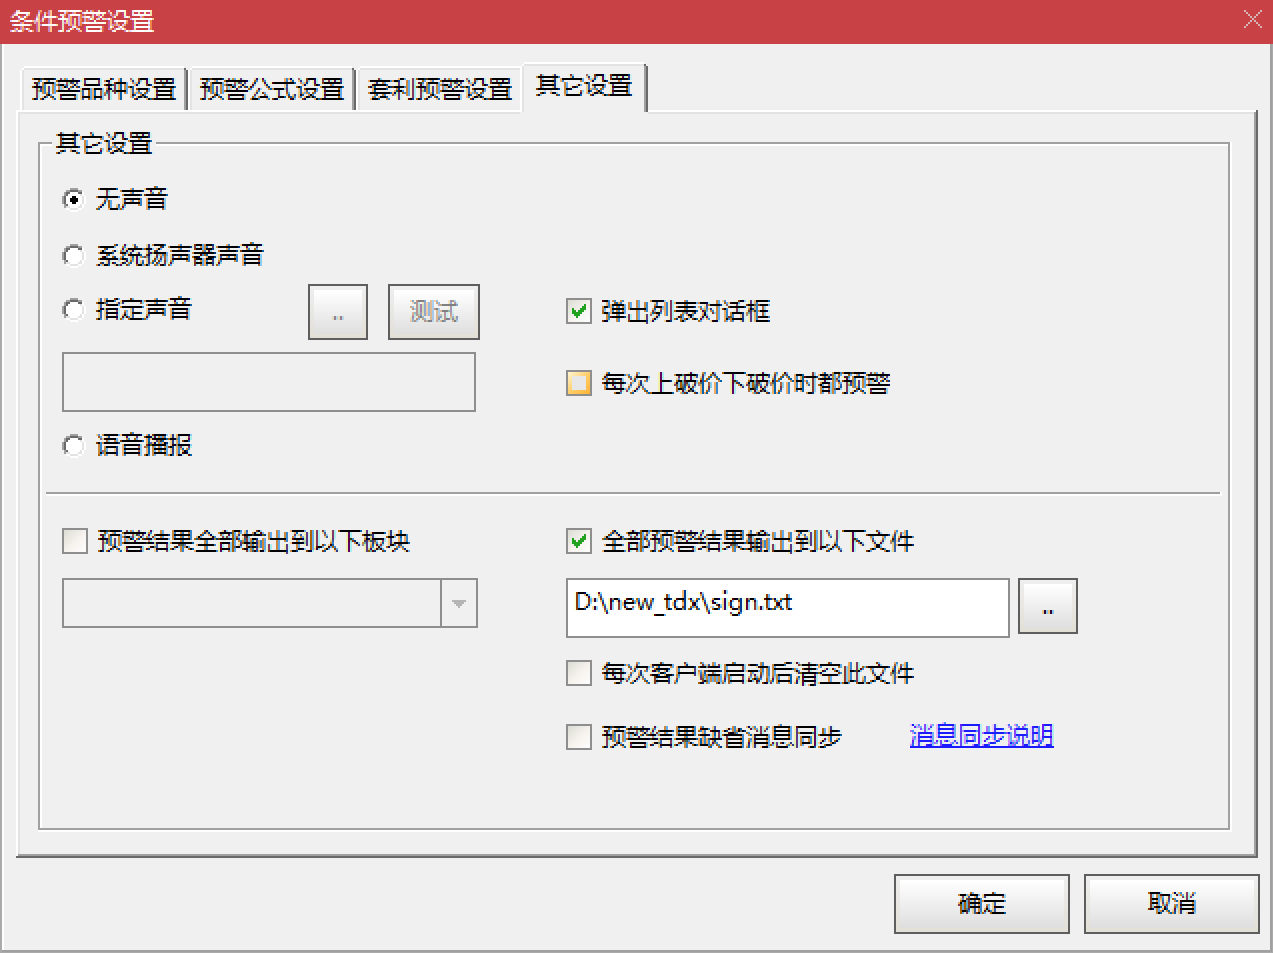 条件预警设置
预警品种设置 预警公式设置 套利预警设置 其它设置
其它设置
无声音
系统扬声器声音
指定声音 .. 测试 弹出列表对话框
每次上破价下破价时都预警
语音播报
预警结果全部输出到以下板块 全部预警结果输出到以下文件
D:\new_tdx\sign.txt ..
每次客户端启动后清空此文件
预警结果缺省消息同步 消息同步说明
确定 取消